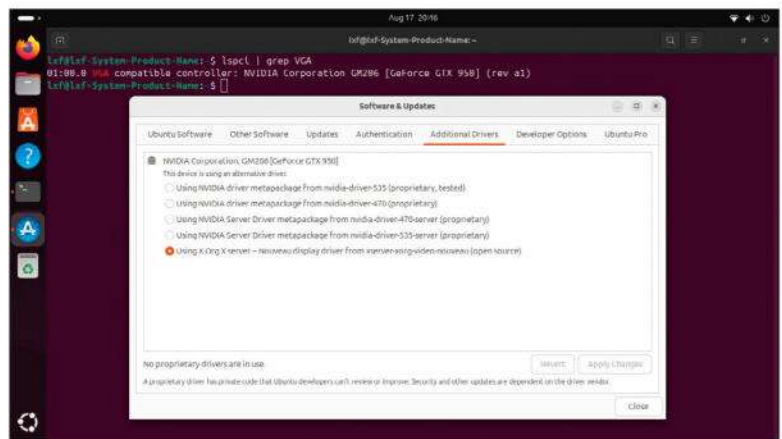 Aug 17 20:16
lxf@lxf-System-Product-Name: ~
lxf@lxf-System-Product-Name:~$ lspci | grep VGA
01:00.0 VGA compatible controller: NVIDIA Corporation GM206 [GeForce GTX 950] (rev a1)
lxf@lxf-System-Product-Name:~$
Software & Updates
Ubuntu Software Other Software Updates Authentication Additional Drivers Developer Options Ubuntu Pro
NVIDIA Corporation: GM206 [GeForce GTX 950]
This device is using an alternative driver.
Using NVIDIA driver metapackage from nvidia-driver-535 (proprietary, tested)
Using NVIDIA driver metapackage from nvidia-driver-470 (proprietary)
Using NVIDIA Server Driver metapackage from nvidia-driver-470-server (proprietary)
Using NVIDIA Server Driver metapackage from nvidia-driver-535-server (proprietary)
Using X.Org X server -- Nouveau display driver from xserver-xorg-video-nouveau (open source)
No proprietary drivers are in use.
Revert Apply Changes
A proprietary driver has private code that Ubuntu developers can't review or improve. Security and other updates are dependent on the driver vendor.
Close